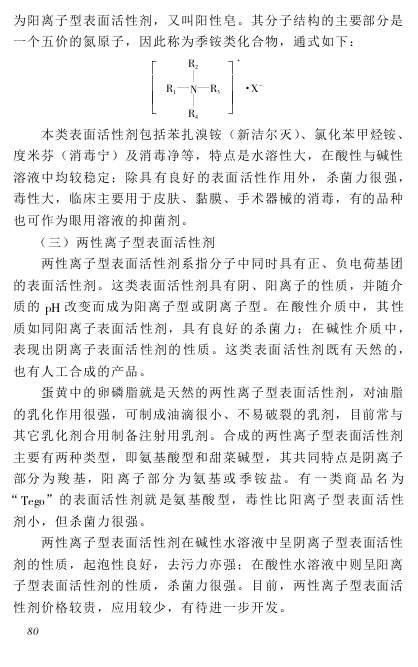 为阳离子型表面活性剂，又叫阳性皂。其分子结构的主要部分是
一个五价的氮原子，因此称为季铵类化合物，通式如下：
R₂
R₁—N—R₃
R₄
+
·X⁻
本类表面活性剂包括苯扎溴铵（新洁尔灭）、氯化苯甲烃铵、
度米芬（消毒宁）及消毒净等，特点是水溶性大，在酸性与碱性
溶液中均较稳定；除具有良好的表面活性作用外，杀菌力很强，
毒性大，临床主要用于皮肤、黏膜、手术器械的消毒，有的品种
也可作为眼用溶液的抑菌剂。
（三）两性离子型表面活性剂
两性离子型表面活性剂系指分子中同时具有正、负电荷基团
的表面活性剂。这类表面活性剂具有阴、阳离子的性质，并随介
质的 pH 改变而成为阳离子型或阴离子型。在酸性介质中，其性
质如同阳离子表面活性剂，具有良好的杀菌力；在碱性介质中，
表现出阴离子表面活性剂的性质。这类表面活性剂既有天然的，
也有人工合成的产品。
蛋黄中的卵磷脂就是天然的两性离子型表面活性剂，对油脂
的乳化作用很强，可制成油滴很小、不易破裂的乳剂，目前常与
其它乳化剂合用制备注射用乳剂。合成的两性离子型表面活性剂
主要有两种类型，即氨基酸型和甜菜碱型，其共同特点是阴离子
部分为羧基，阳离子部分为氨基或季铵盐。有一类商品名为
“Tego”的表面活性剂就是氨基酸型，毒性比阳离子型表面活性
剂小，但杀菌力很强。
两性离子型表面活性剂在碱性水溶液中呈阴离子型表面活性
剂的性质，起泡性良好，去污力亦强；在酸性水溶液中则呈阳离
子型表面活性剂的性质，杀菌力很强。目前，两性离子型表面活
性剂价格较贵，应用较少，有待进一步开发。
80